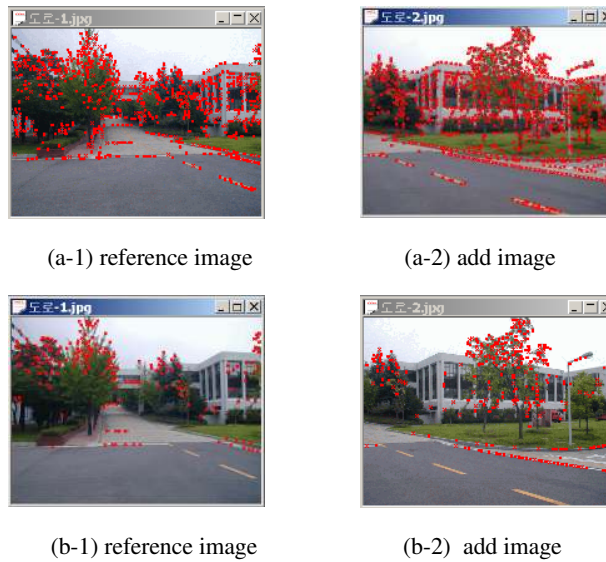 도로-1.jpg
도로-2.jpg
(a-1) reference image
(a-2) add image
도로-1.jpg
도로-2.jpg
(b-1) reference image
(b-2) add image